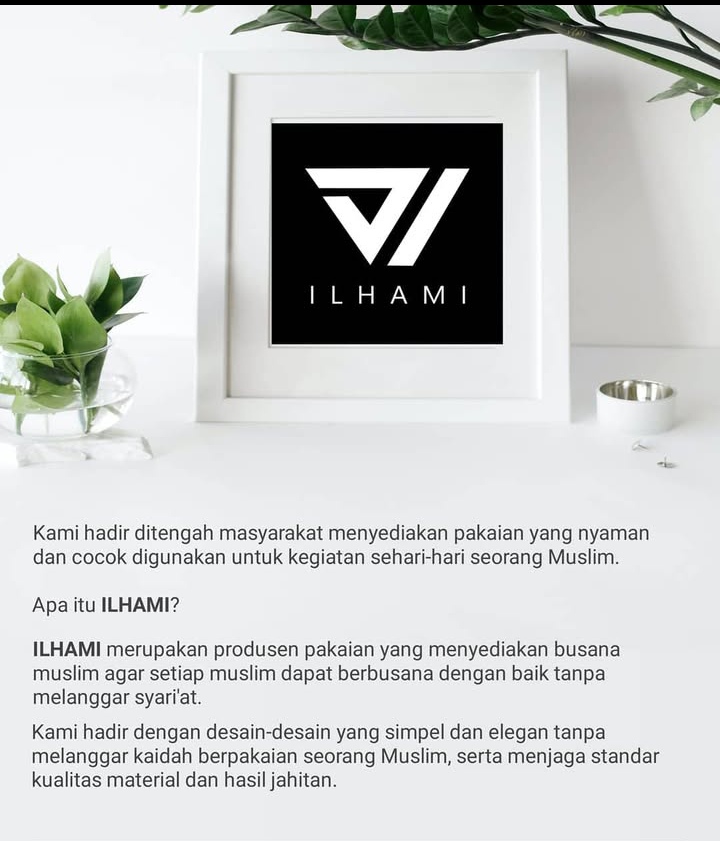 ILHAMI
Kami hadir ditengah masyarakat menyediakan pakaian yang nyaman
dan cocok digunakan untuk kegiatan sehari-hari seorang Muslim.
Apa itu ILHAMI?
ILHAMI merupakan produsen pakaian yang menyediakan busana
muslim agar setiap muslim dapat berbusana dengan baik tanpa
melanggar syari'at.
Kami hadir dengan desain-desain yang simpel dan elegan tanpa
melanggar kaidah berpakaian seorang Muslim, serta menjaga standar
kualitas material dan hasil jahitan.